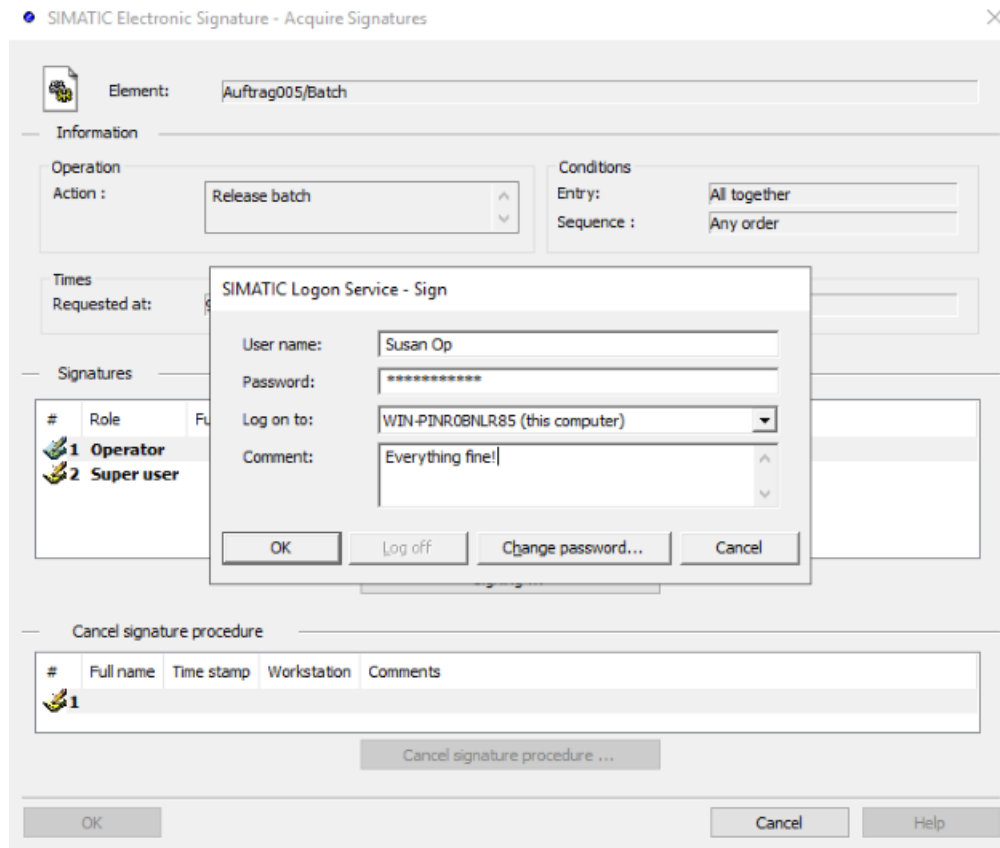 SIMATIC Electronic Signature - Acquire Signatures
Element: Auftrag005/Batch
Information
Operation
Action : Release batch
Conditions
Entry: All together
Sequence : Any order
Times
Requested at:
SIMATIC Logon Service - Sign
User name: Susan Op
Password: ***********
Log on to: WIN-PINR0BNLR85 (this computer)
Comment: Everything fine!
OK Log off Change password... Cancel
Signatures
# Role Fu
1 Operator
2 Super user
Cancel signature procedure
# Full name Time stamp Workstation Comments
1
Cancel signature procedure ...
OK Cancel Help